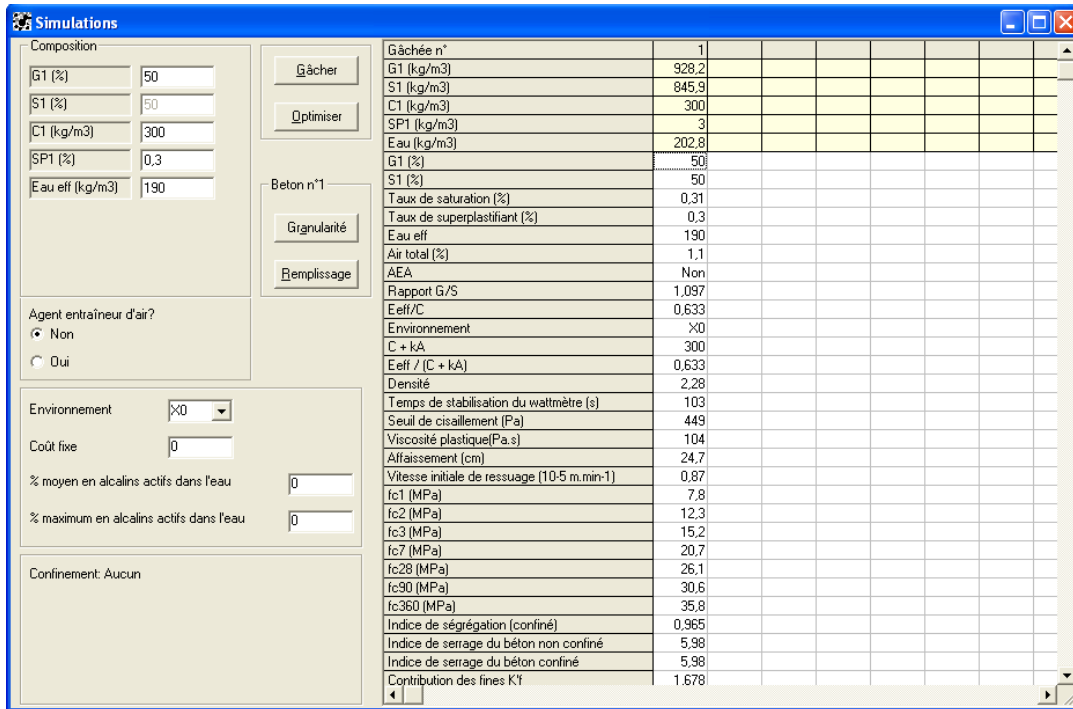 Simulations
Composition
G1 (%) 50
S1 (%) 50
C1 (kg/m3) 300
SP1 (%) 0,3
Eau eff (kg/m3) 190
Gâcher
Optimiser
Beton n°1
Granularité
Remplissage
Agent entraîneur d'air?
Non
Oui
Environnement X0
Coût fixe 0
% moyen en alcalins actifs dans l'eau 0
% maximum en alcalins actifs dans l'eau 0
Confinement: Aucun
Gâchée n° 1
G1 (kg/m3) 928,2
S1 (kg/m3) 845,9
C1 (kg/m3) 300
SP1 (kg/m3) 3
Eau (kg/m3) 202,8
G1 (%) 50
S1 (%) 50
Taux de saturation (%) 0,31
Taux de superplastifiant (%) 0,3
Eau eff 190
Air total (%) 1,1
AEA Non
Rapport G/S 1,097
Eeff/C 0,633
Environnement X0
C + kA 300
Eeff / (C + kA) 0,633
Densité 2,28
Temps de stabilisation du wattmètre (s) 103
Seuil de cisaillement (Pa) 449
Viscosité plastique(Pa.s) 104
Affaissement (cm) 24,7
Vitesse initiale de ressuage (10-5 m.min-1) 0,87
fc1 (MPa) 7,8
fc2 (MPa) 12,3
fc3 (MPa) 15,2
fc7 (MPa) 20,7
fc28 (MPa) 26,1
fc90 (MPa) 30,6
fc360 (MPa) 35,8
Indice de ségrégation (confiné) 0,965
Indice de serrage du béton non confiné 5,98
Indice de serrage du béton confiné 5,98
Contribution des fines K'f 1,678